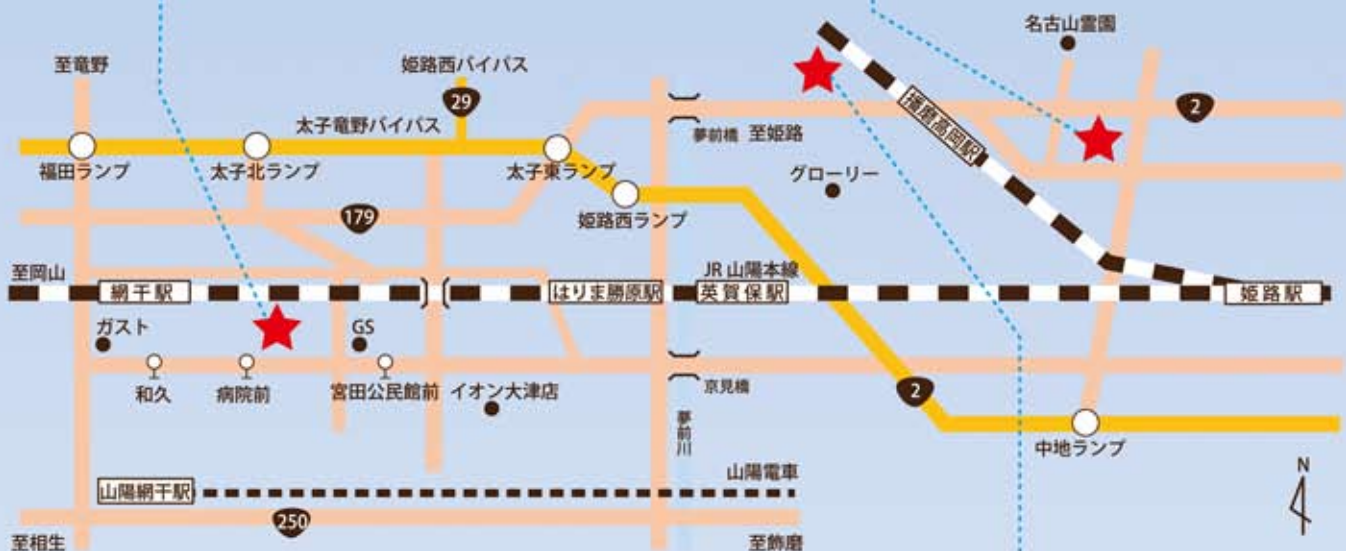 名古山霊園
至竜野
姫路西バイパス
29
2
太子竜野バイパス
播磨高岡駅
夢前橋
至姫路
福田ランプ
太子北ランプ
太子東ランプ
グローリー
179
姫路西ランプ
至岡山
JR山陽本線
網干駅
はりま勝原駅
英賀保駅
姫路駅
ガスト
GS
和久
病院前
宮田公民館前
イオン大津店
京見橋
2
夢前川
中地ランプ
N
山陽電車
山陽網干駅
250
至相生
至飾磨